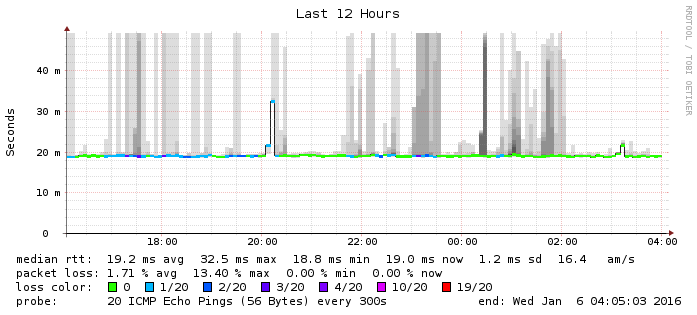 Last 12 Hours
RRDTOOL / TOBI OETIKER
Seconds
40 m
30 m
20 m
10 m
0
18:00 20:00 22:00 00:00 02:00 04:00
median rtt: 19.2 ms avg 32.5 ms max 18.8 ms min 19.0 ms now 1.2 ms sd 16.4 am/s
packet loss: 1.71 % avg 13.40 % max 0.00 % min 0.00 % now
loss color: 0 1/20 2/20 3/20 4/20 10/20 19/20
probe: 20 ICMP Echo Pings (56 Bytes) every 300s end: Wed Jan 6 04:05:03 2016